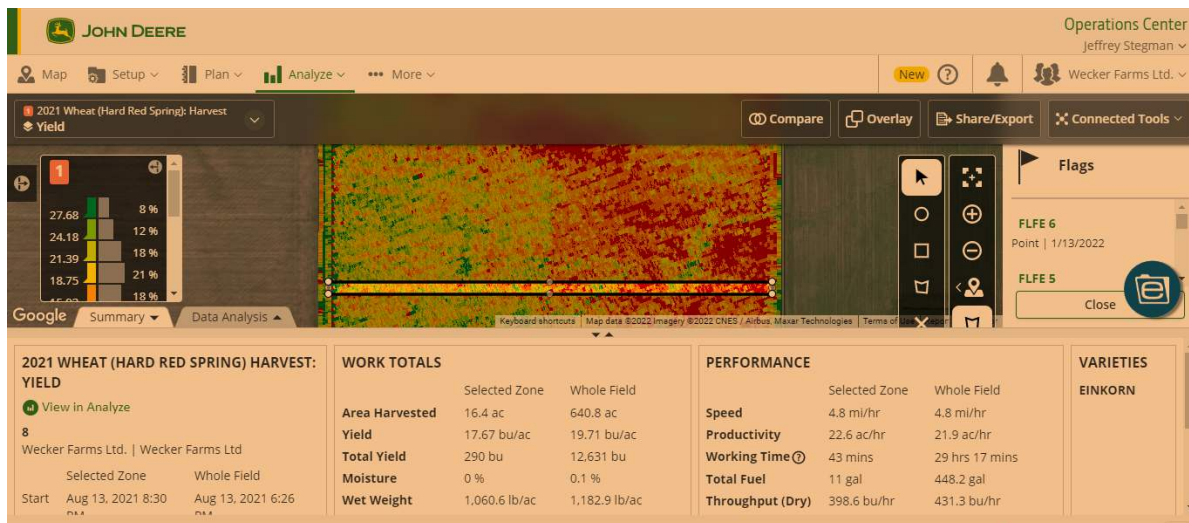 JOHN DEERE
Operations Center
Jeffrey Stegman
Map Setup Plan Analyze More New ? Wecker Farms Ltd.
1 2021 Wheat (Hard Red Spring): Harvest
Yield
Compare Overlay Share/Export Connected Tools
1
27.68 8 %
24.18 12 %
21.39 18 %
18.75 21 %
18 %
Flags
FLFE 6
Point | 1/13/2022
FLFE 5
Close
Google
Summary Data Analysis
Keyboard shortcuts Map data ©2022 Imagery ©2022 CNES / Airbus, Maxar Technologies Terms of
2021 WHEAT (HARD RED SPRING) HARVEST:
YIELD
View in Analyze
8
Wecker Farms Ltd. | Wecker Farms Ltd
Selected Zone Whole Field
Start Aug 13, 2021 8:30 Aug 13, 2021 6:26
PM PM
WORK TOTALS
Selected Zone Whole Field
Area Harvested 16.4 ac 640.8 ac
Yield 17.67 bu/ac 19.71 bu/ac
Total Yield 290 bu 12,631 bu
Moisture 0 % 0.1 %
Wet Weight 1,060.6 lb/ac 1,182.9 lb/ac
PERFORMANCE
Selected Zone Whole Field
Speed 4.8 mi/hr 4.8 mi/hr
Productivity 22.6 ac/hr 21.9 ac/hr
Working Time ? 43 mins 29 hrs 17 mins
Total Fuel 11 gal 448.2 gal
Throughput (Dry) 398.6 bu/hr 431.3 bu/hr
VARIETIES
EINKORN